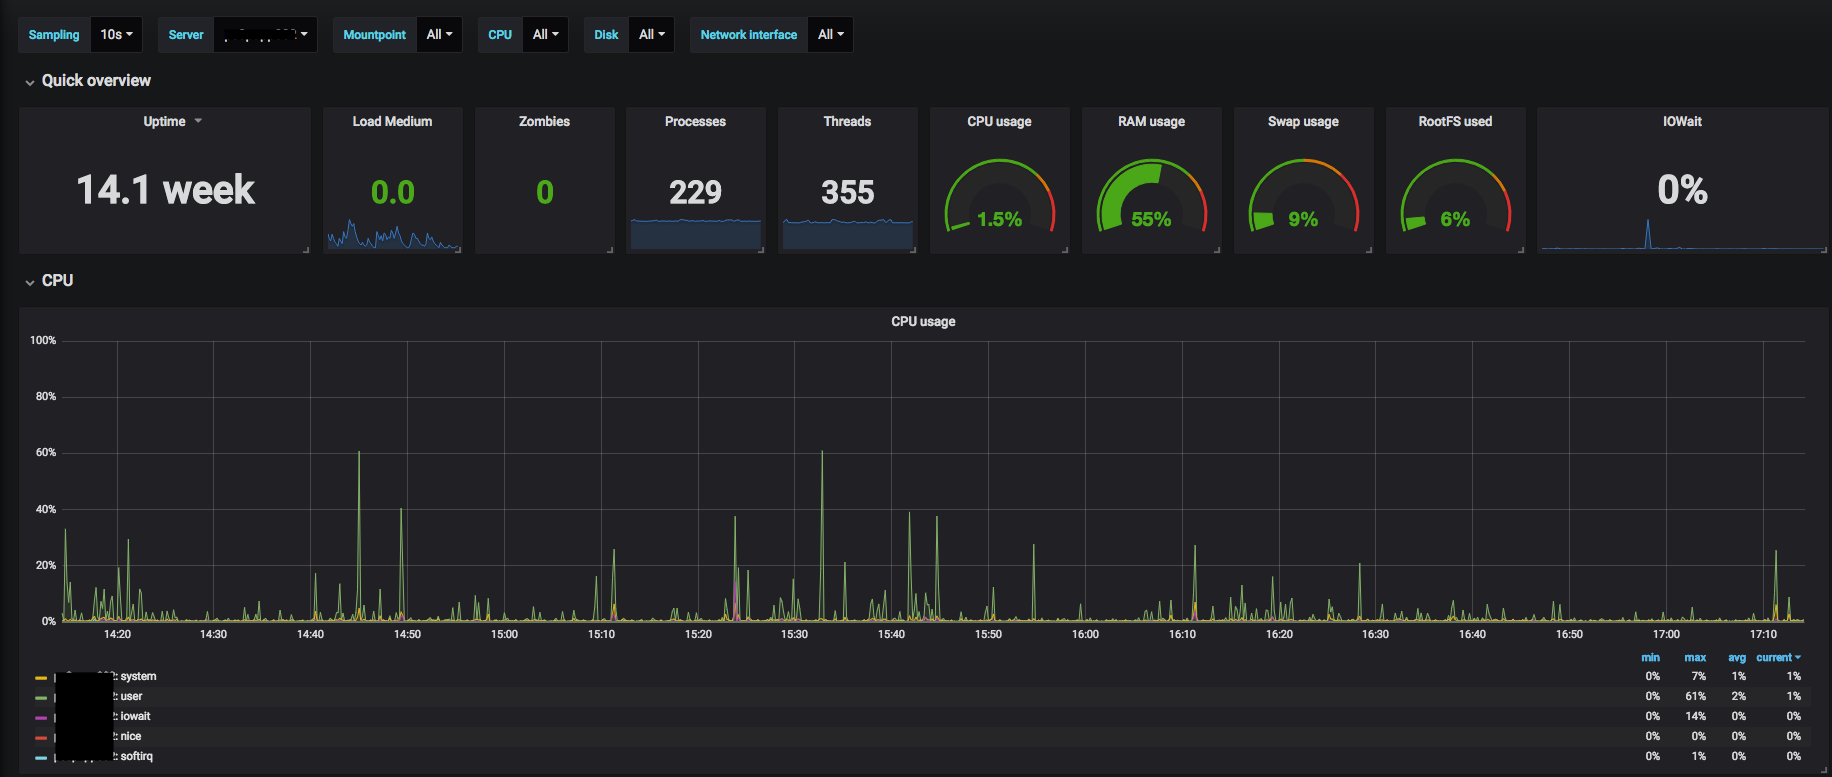 Sampling 10s Server Mountpoint All CPU All Disk All Network interface All
Quick overview
Uptime Load Medium Zombies Processes Threads CPU usage RAM usage Swap usage RootFS used IOWait
14.1 week 0.0 0 229 355 1.5% 55% 9% 6% 0%
CPU
CPU usage
100%
80%
60%
40%
20%
0%
14:20 14:30 14:40 14:50 15:00 15:10 15:20 15:30 15:40 15:50 16:00 16:10 16:20 16:30 16:40 16:50 17:00 17:10
min max avg current
2: system 0% 7% 1% 1%
2: user 0% 61% 2% 1%
2: iowait 0% 14% 0% 0%
2: nice 0% 0% 0% 0%
2: softirq 0% 1% 0% 0%